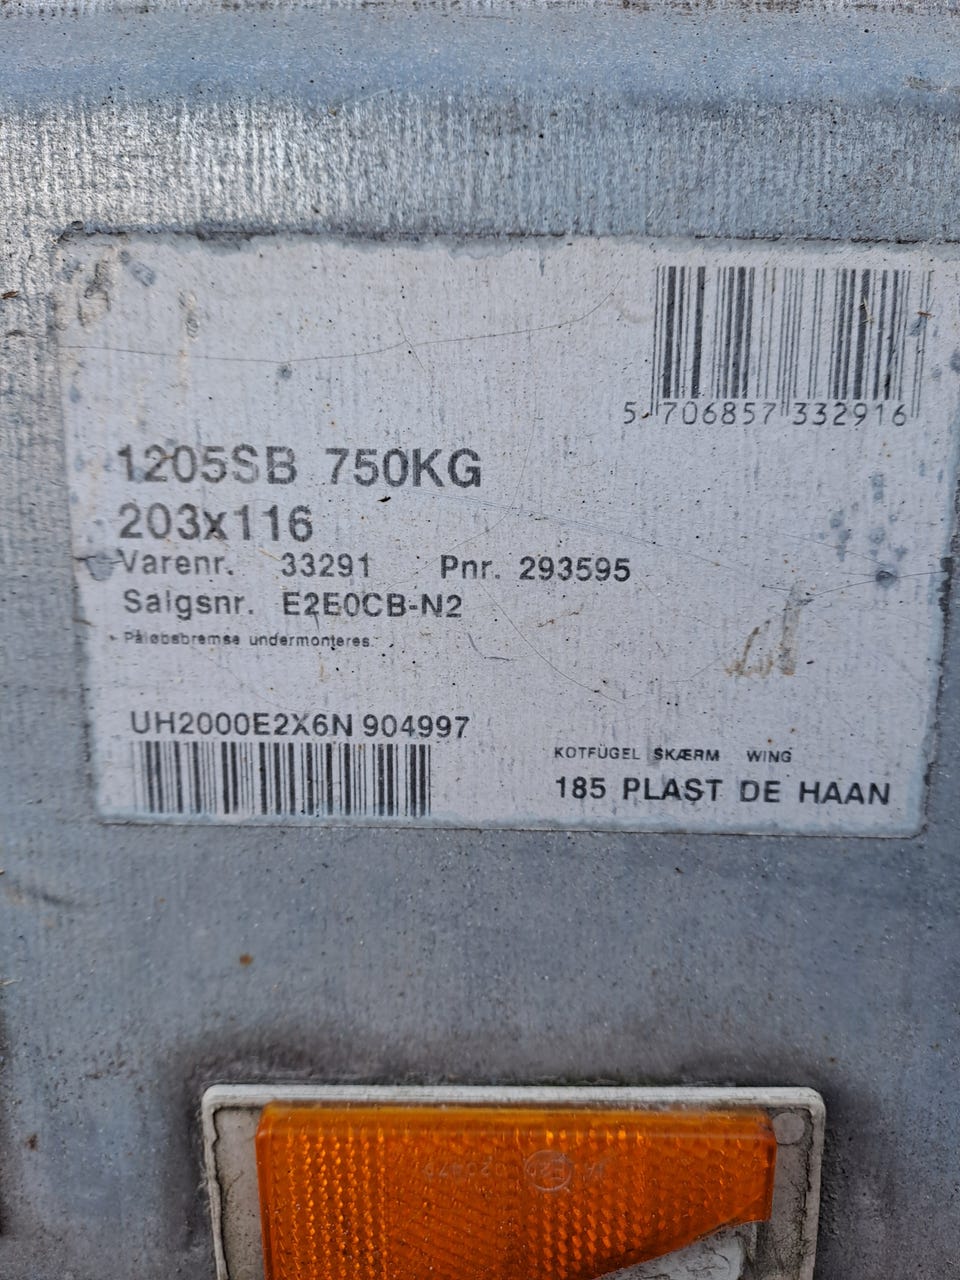 5 706857 332916
1205SB 750KG
203x116
Varenr. 33291 Pnr. 293595
Salgsnr. E2E0CB-N2
Påløbsbremse undermonteres.
UH2000E2X6N 904997
KOTFÜGEL SKÆRM WING
185 PLAST DE HAAN